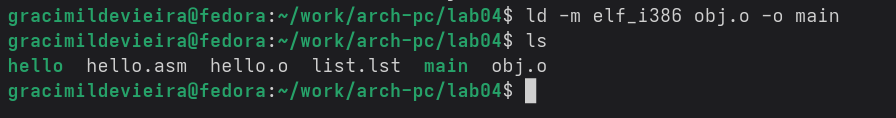 gracimildevieira@fedora:~/work/arch-pc/lab04$ ld -m elf_i386 obj.o -o main
gracimildevieira@fedora:~/work/arch-pc/lab04$ ls
hello  hello.asm  hello.o  list.lst  main  obj.o
gracimildevieira@fedora:~/work/arch-pc/lab04$